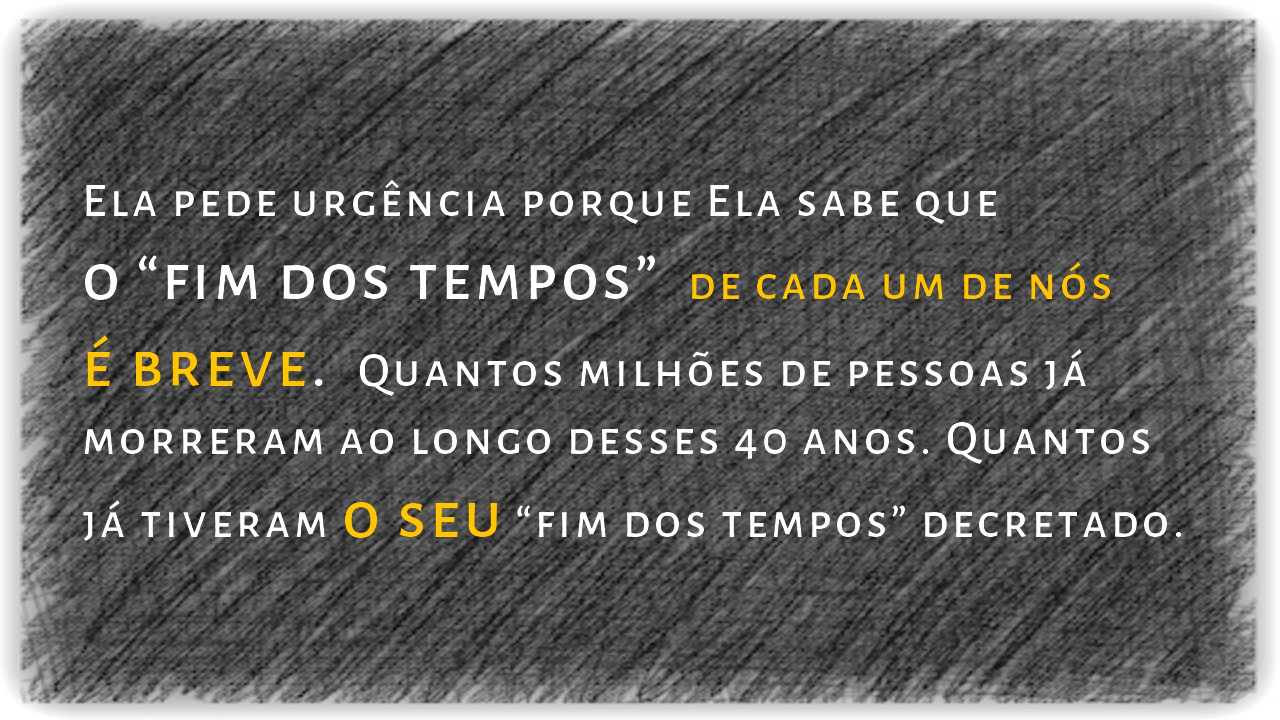 Ela pede urgência porque Ela sabe que
o “fim dos tempos” de cada um de nós
é breve. Quantos milhões de pessoas já
morreram ao longo desses 40 anos. Quantos
já tiveram o seu “fim dos tempos” decretado.